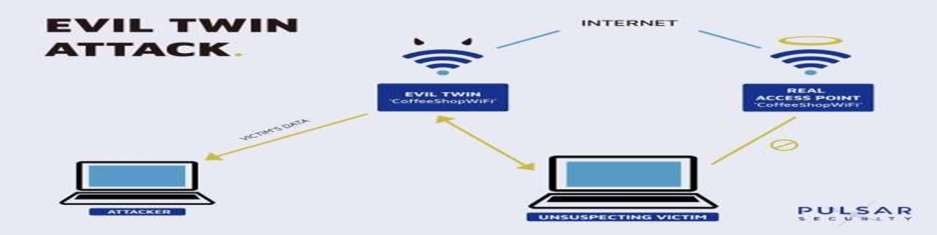 EVIL TWIN
ATTACK.
INTERNET
EVIL TWIN
'CoffeeShopWiFi'
REAL
ACCESS POINT
'CoffeeShopWiFi'
VICTIM'S DATA
ATTACKER
UNSUSPECTING VICTIM
PULSAR
SECURITY